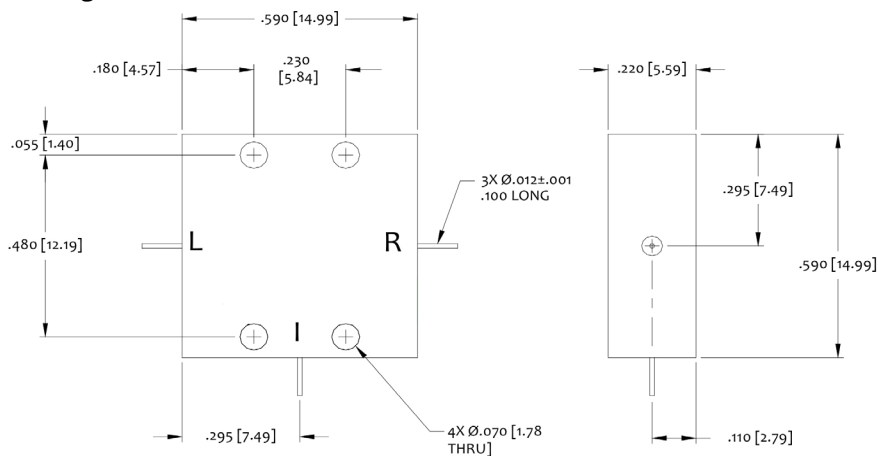 .590 [14.99]
.180 [4.57]
.230
[5.84]
.220 [5.59]
.055 [1.40]
3X Ø.012±.001
.100 LONG
.295 [7.49]
L
R
.480 [12.19]
.590 [14.99]
I
.295 [7.49]
4X Ø.070 [1.78
THRU]
.110 [2.79]